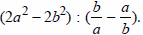 (2a² − 2b²) : (b/a − a/b).